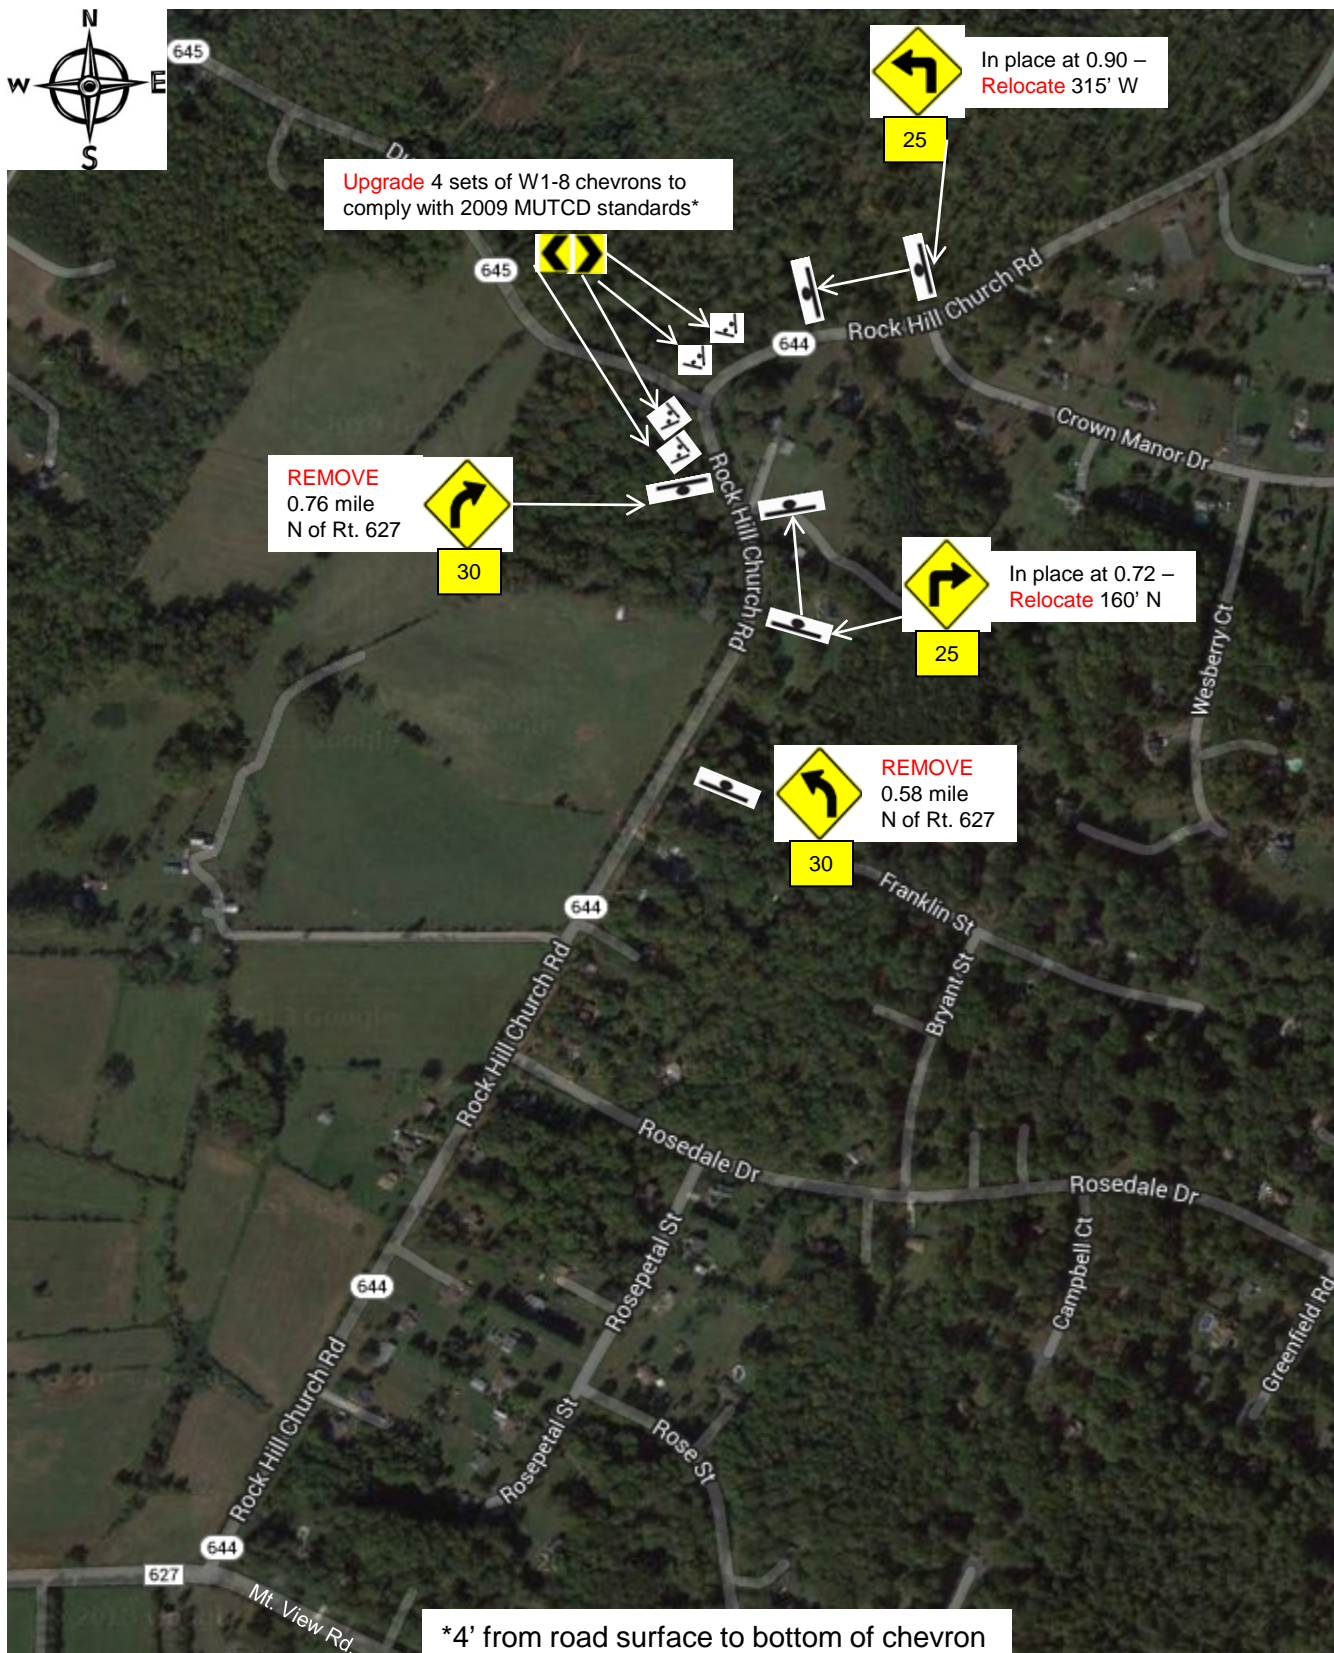 N
W
E
S
645
In place at 0.90 –
Relocate 315' W
25
Upgrade 4 sets of W1-8 chevrons to
comply with 2009 MUTCD standards*
645
Rock Hill Church Rd
644
Crown Manor Dr
REMOVE
0.76 mile
N of Rt. 627
30
Rock Hill Church Rd
In place at 0.72 –
Relocate 160' N
25
Wesberry Ct
REMOVE
0.58 mile
N of Rt. 627
30
644
Franklin St
Bryant St
Rock Hill Church Rd
Rosedale Dr
Rosedale Dr
Rosepetal St
Campbell Ct
644
Greenfield Rd
Rock Hill Church Rd
Rosepetal St
Rose St
644
627
Mt. View Rd.
*4' from road surface to bottom of chevron